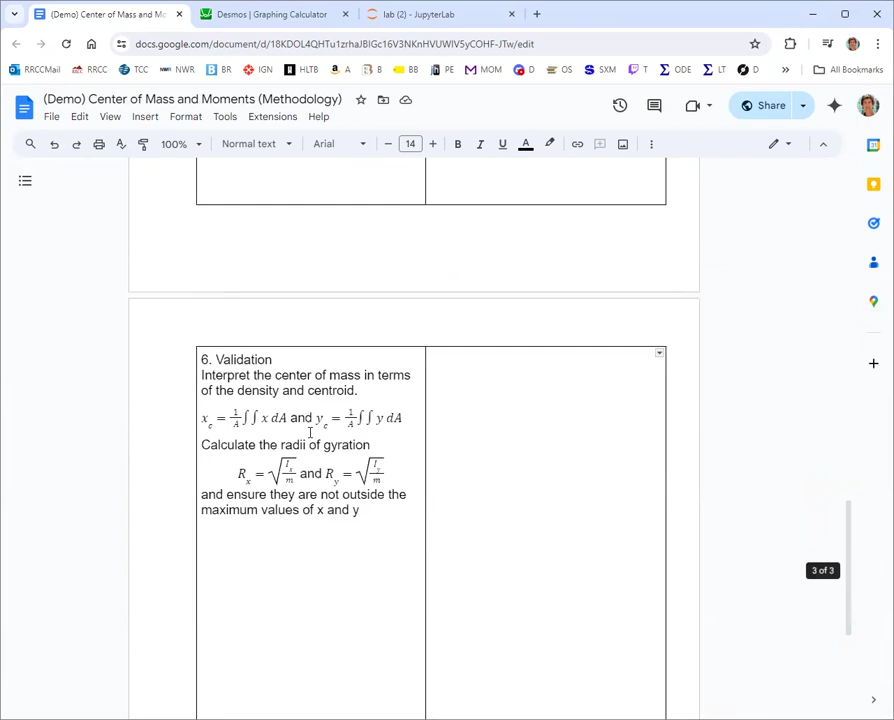 (Demo) Center of Mass and Mo
Desmos | Graphing Calculator
lab (2) - JupyterLab
docs.google.com/document/d/18KDOL4QHTu1zrhaJBIGc16V3NKnHVUWIV5yCOHF-JTw/edit
RRCCMail RRCC TCC NWR BR IGN HLTB A B BB PE MOM D OS SXM T ODE LT D All Bookmarks
(Demo) Center of Mass and Moments (Methodology)
File Edit View Insert Format Tools Extensions Help
Share
100% Normal text Arial 14 B I U A
6. Validation
Interpret the center of mass in terms
of the density and centroid.
x_c = 1/A ∫ ∫ x dA and y_c = 1/A ∫ ∫ y dA
Calculate the radii of gyration
R_x = √(I_x/m) and R_y = √(I_y/m)
and ensure they are not outside the
maximum values of x and y
3 of 3